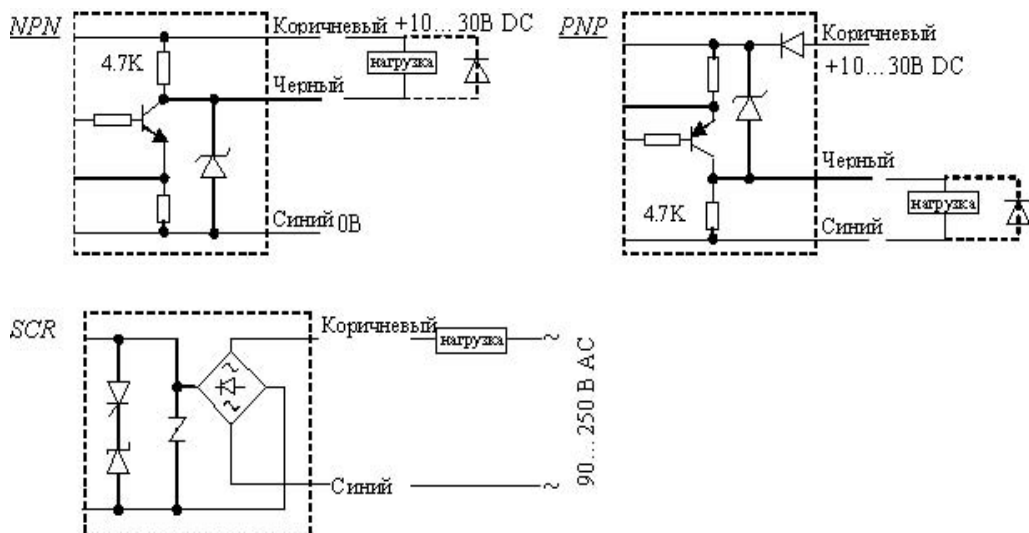 NPN
Коричневый +10... 30В DC
4.7K
нагрузка
Черный
Синий 0В
PNP
Коричневый
+10...30В DC
Черный
4.7K
нагрузка
Синий
SCR
Коричневый
нагрузка
~
~
~
90... 250 В AC
Синий
~